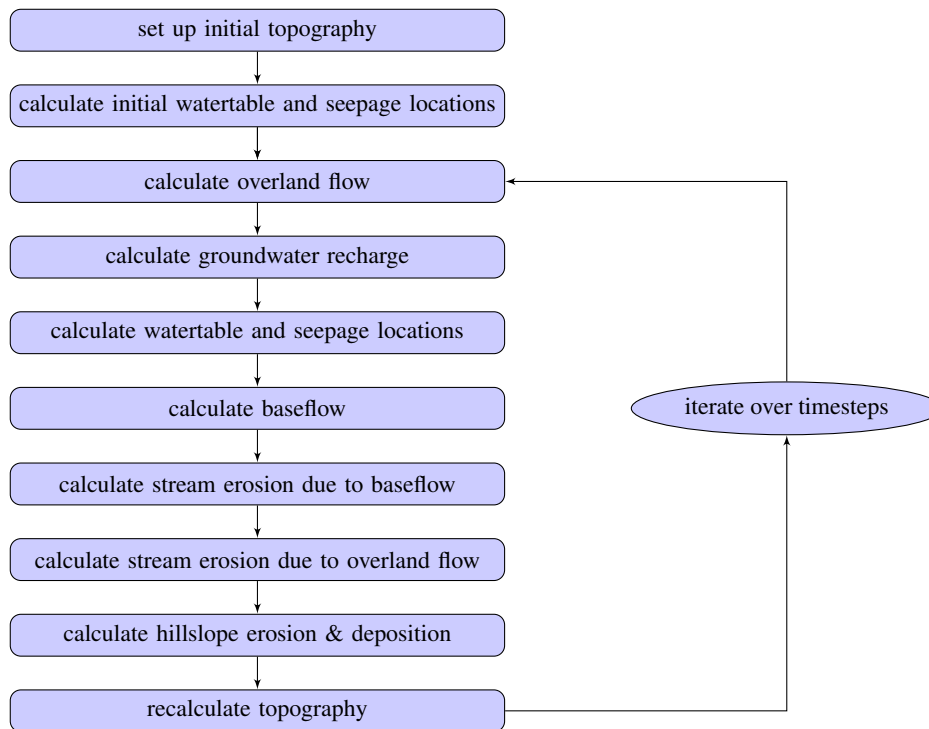 set up initial topography
calculate initial watertable and seepage locations
calculate overland flow
calculate groundwater recharge
calculate watertable and seepage locations
calculate baseflow
iterate over timesteps
calculate stream erosion due to baseflow
calculate stream erosion due to overland flow
calculate hillslope erosion & deposition
recalculate topography